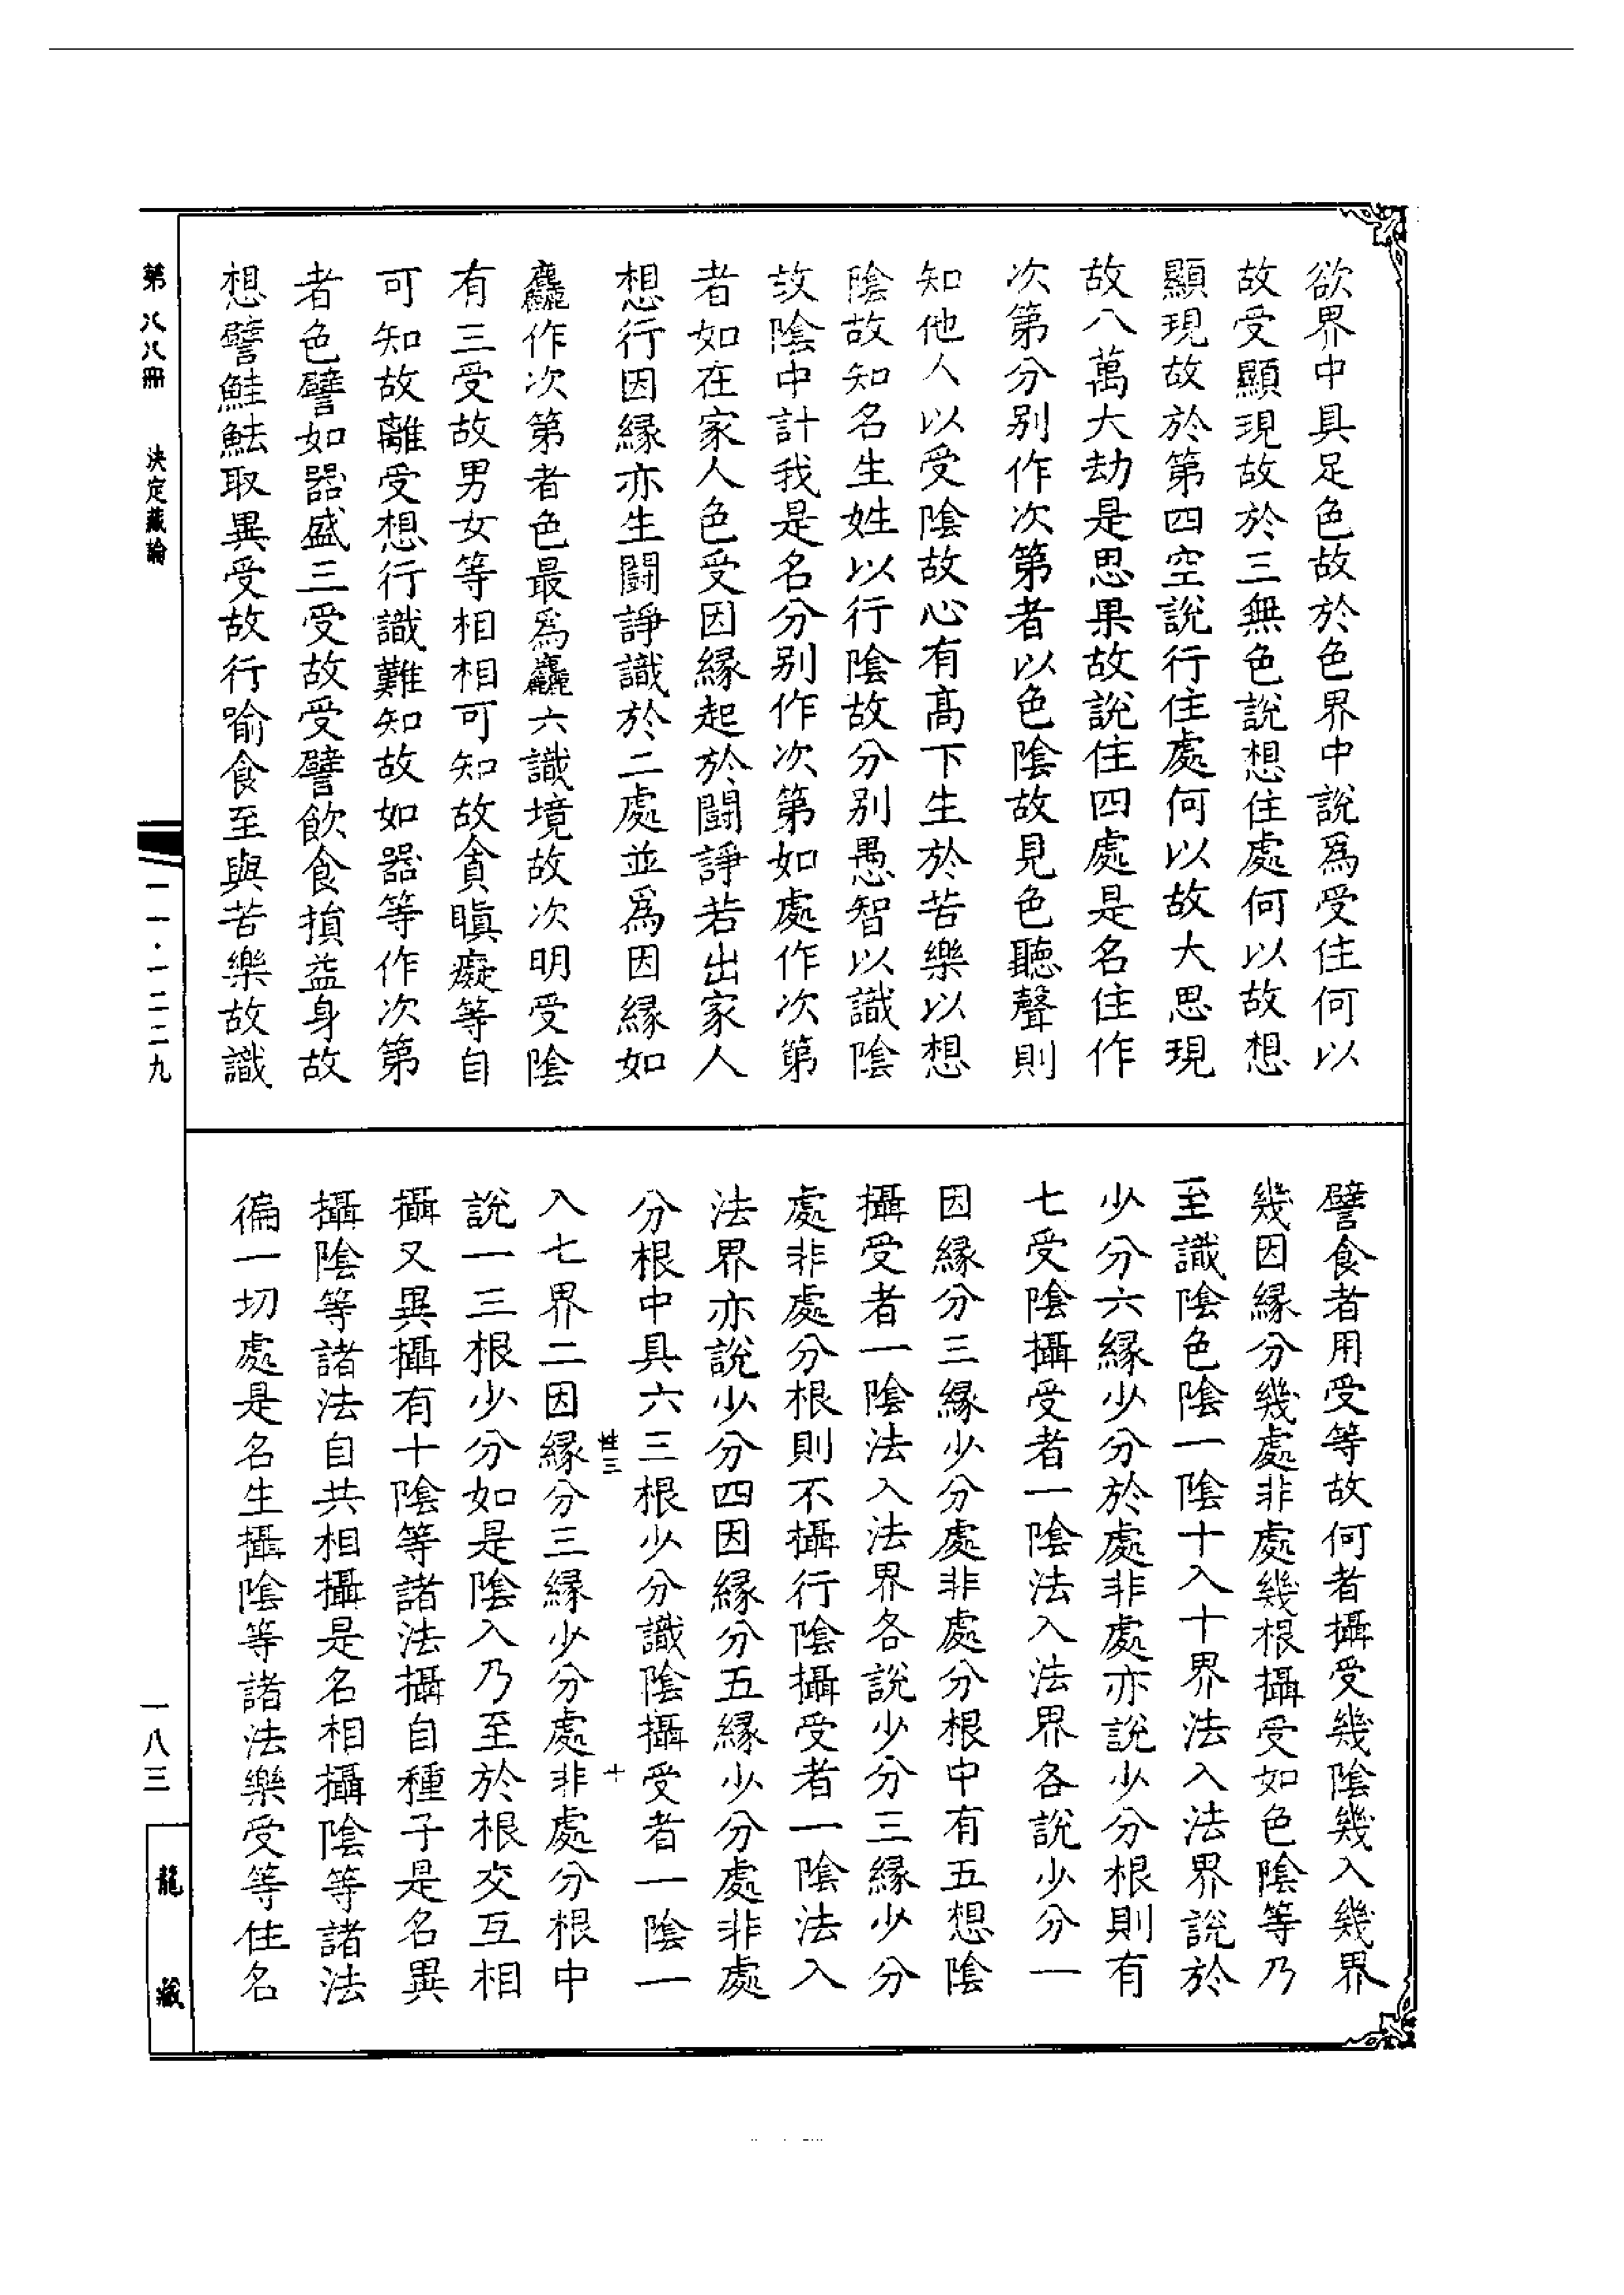 欲界中具足色故於色界中說爲受住何以
故受顯現故於三無色說想住處何以故想
顯現故於第四空說行住處何以故大思現
故八萬大劫是思果故說住四處是名住作
次第分别作次第者以色陰故見色聽聲則
知他人以受陰故心有高下生於苦樂以想
陰故知名生姓以行陰故分别愚智以識陰
故陰中計我是名分别作次第如處作次第
者如在家人色受因緣起於鬪諍若出家人
想行因緣亦生鬪諍識於二處並爲因緣如
麤作次第者色最爲麤六識境故次明受陰
有三受故男女等相相可知故貪瞋癡等自
可知故離受想行識難知故如器等作次第
者色譬如器盛三受故受譬飲食損益身故
想譬鮭䱓取異受故行喻食至與苦樂故識
譬食者用受等故何者攝受幾陰幾入幾界
幾因緣分幾處非處幾根攝受如色陰等乃
至識陰色陰一陰十入十界法入法界說於
少分六緣少分於處非處亦說少分根則有
七受陰攝受者一陰法入法界各說少分一
因緣分三緣少分處非處分根中有五想陰
攝受者一陰法入法界各說少分三緣少分
處非處分根則不攝行陰攝受者一陰法入
法界亦說少分四因緣分五緣少分處非處
分根中具六三根少分識陰攝受者一陰一
姓三 十
入七界二因緣分三緣少分處非處分根中
說一三根少分如是陰入乃至於根交互相
攝又異攝有十陰等諸法攝自種子是名異
攝陰等諸法自共相攝是名相攝陰等諸法
徧一切處是名生攝陰等諸法樂受等住名
第八八冊 決定藏論 一一·一二二九 一八三 龍藏